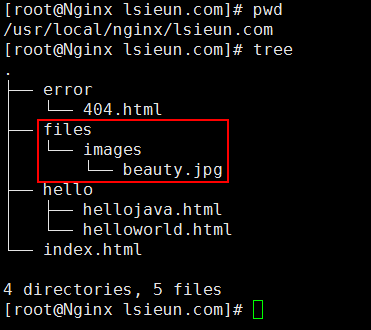 [root@Nginx lsieun.com]# pwd
/usr/local/nginx/lsieun.com
[root@Nginx lsieun.com]# tree
.
├── error
│   └── 404.html
├── files
│   └── images
│       └── beauty.jpg
├── hello
│   ├── hellojava.html
│   └── helloworld.html
└── index.html

4 directories, 5 files
[root@Nginx lsieun.com]#